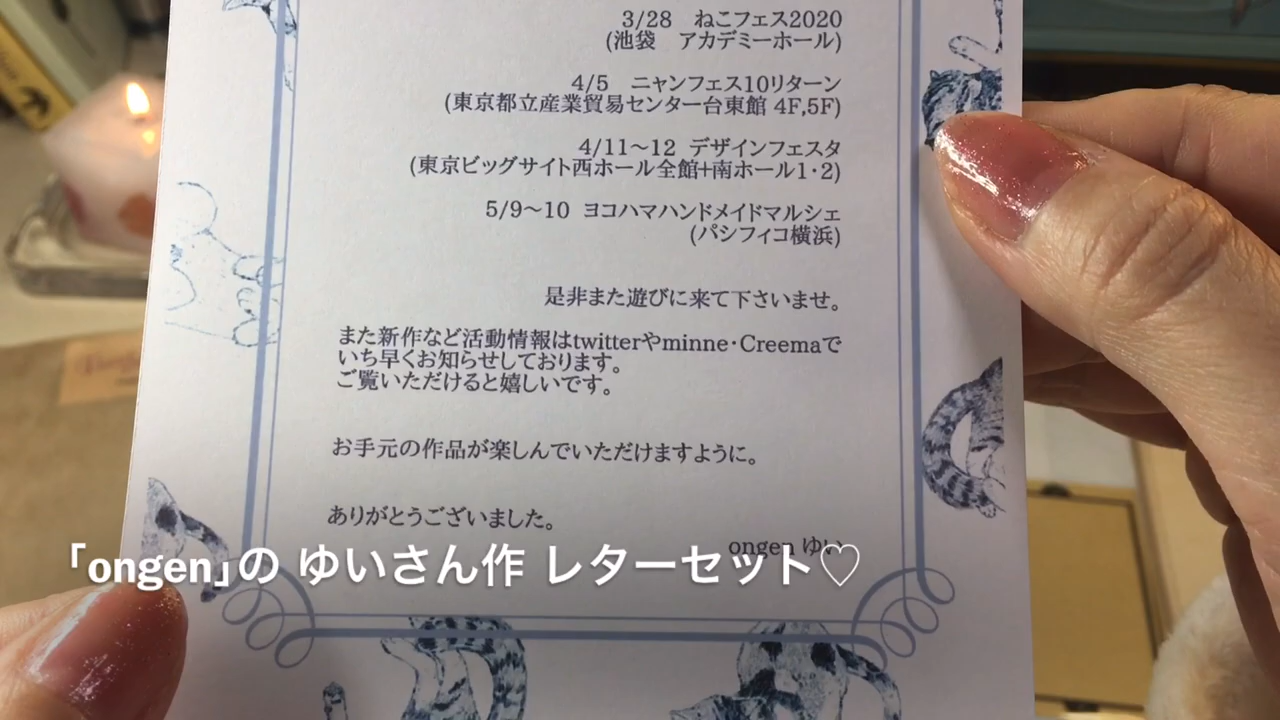 3/28 ねこフェス2020
(池袋 アカデミーホール)
4/5 ニャンフェス10リターン
(東京都立産業貿易センター台東館 4F,5F)
4/11〜12 デザインフェスタ
(東京ビッグサイト西ホール全館+南ホール1・2)
5/9〜10 ヨコハマハンドメイドマルシェ
(パシフィコ横浜)
是非また遊びに来て下さいませ。
また新作など活動情報はtwitterやminne・Creemaで
いち早くお知らせしております。
ご覧いただけると嬉しいです。
お手元の作品が楽しんでいただけますように。
ありがとうございました。
ongen ゆい
「ongen」の ゆいさん作 レターセット♡